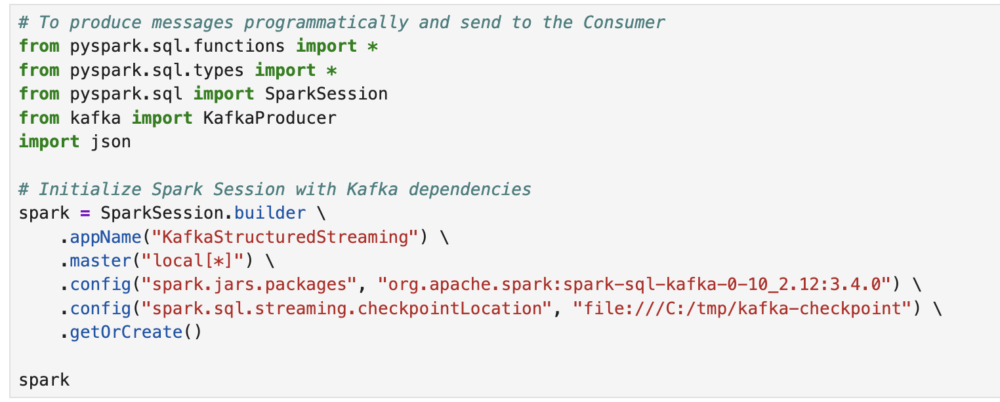 # To produce messages programmatically and send to the Consumer
from pyspark.sql.functions import *
from pyspark.sql.types import *
from pyspark.sql import SparkSession
from kafka import KafkaProducer
import json
# Initialize Spark Session with Kafka dependencies
spark = SparkSession.builder \
    .appName("KafkaStructuredStreaming") \
    .master("local[*]") \
    .config("spark.jars.packages", "org.apache.spark:spark-sql-kafka-0-10_2.12:3.4.0") \
    .config("spark.sql.streaming.checkpointLocation", "file:///C:/tmp/kafka-checkpoint") \
    .getOrCreate()
spark